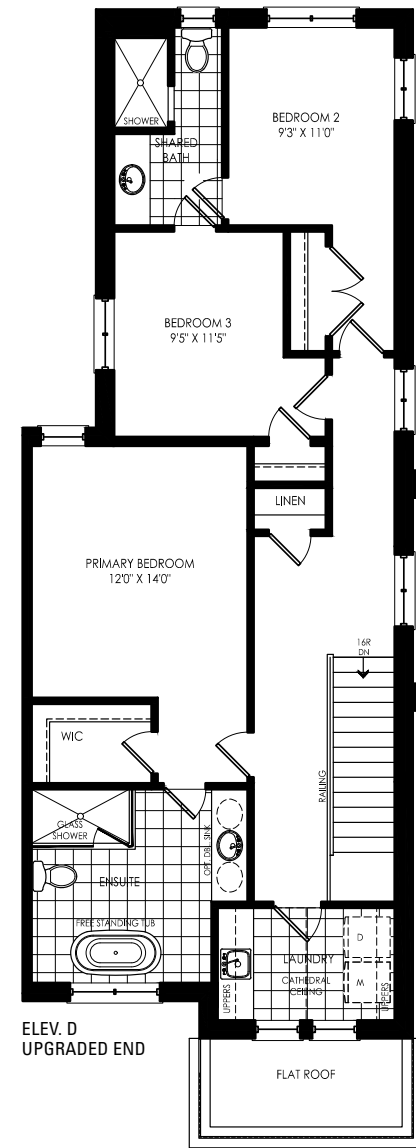 SHOWER
SHARED
BATH
BEDROOM 2
9'3" X 11'0"
BEDROOM 3
9'5" X 11'5"
LINEN
PRIMARY BEDROOM
12'0" X 14'0"
16R
DN
WIC
RAILING
GLASS
SHOWER
OPT. DBL. SINK
ENSUITE
FREE STANDING TUB
UPPERS
LAUNDRY
CATHEDRAL
CEILING
D
M
UPPERS
ELEV. D
UPGRADED END
FLAT ROOF